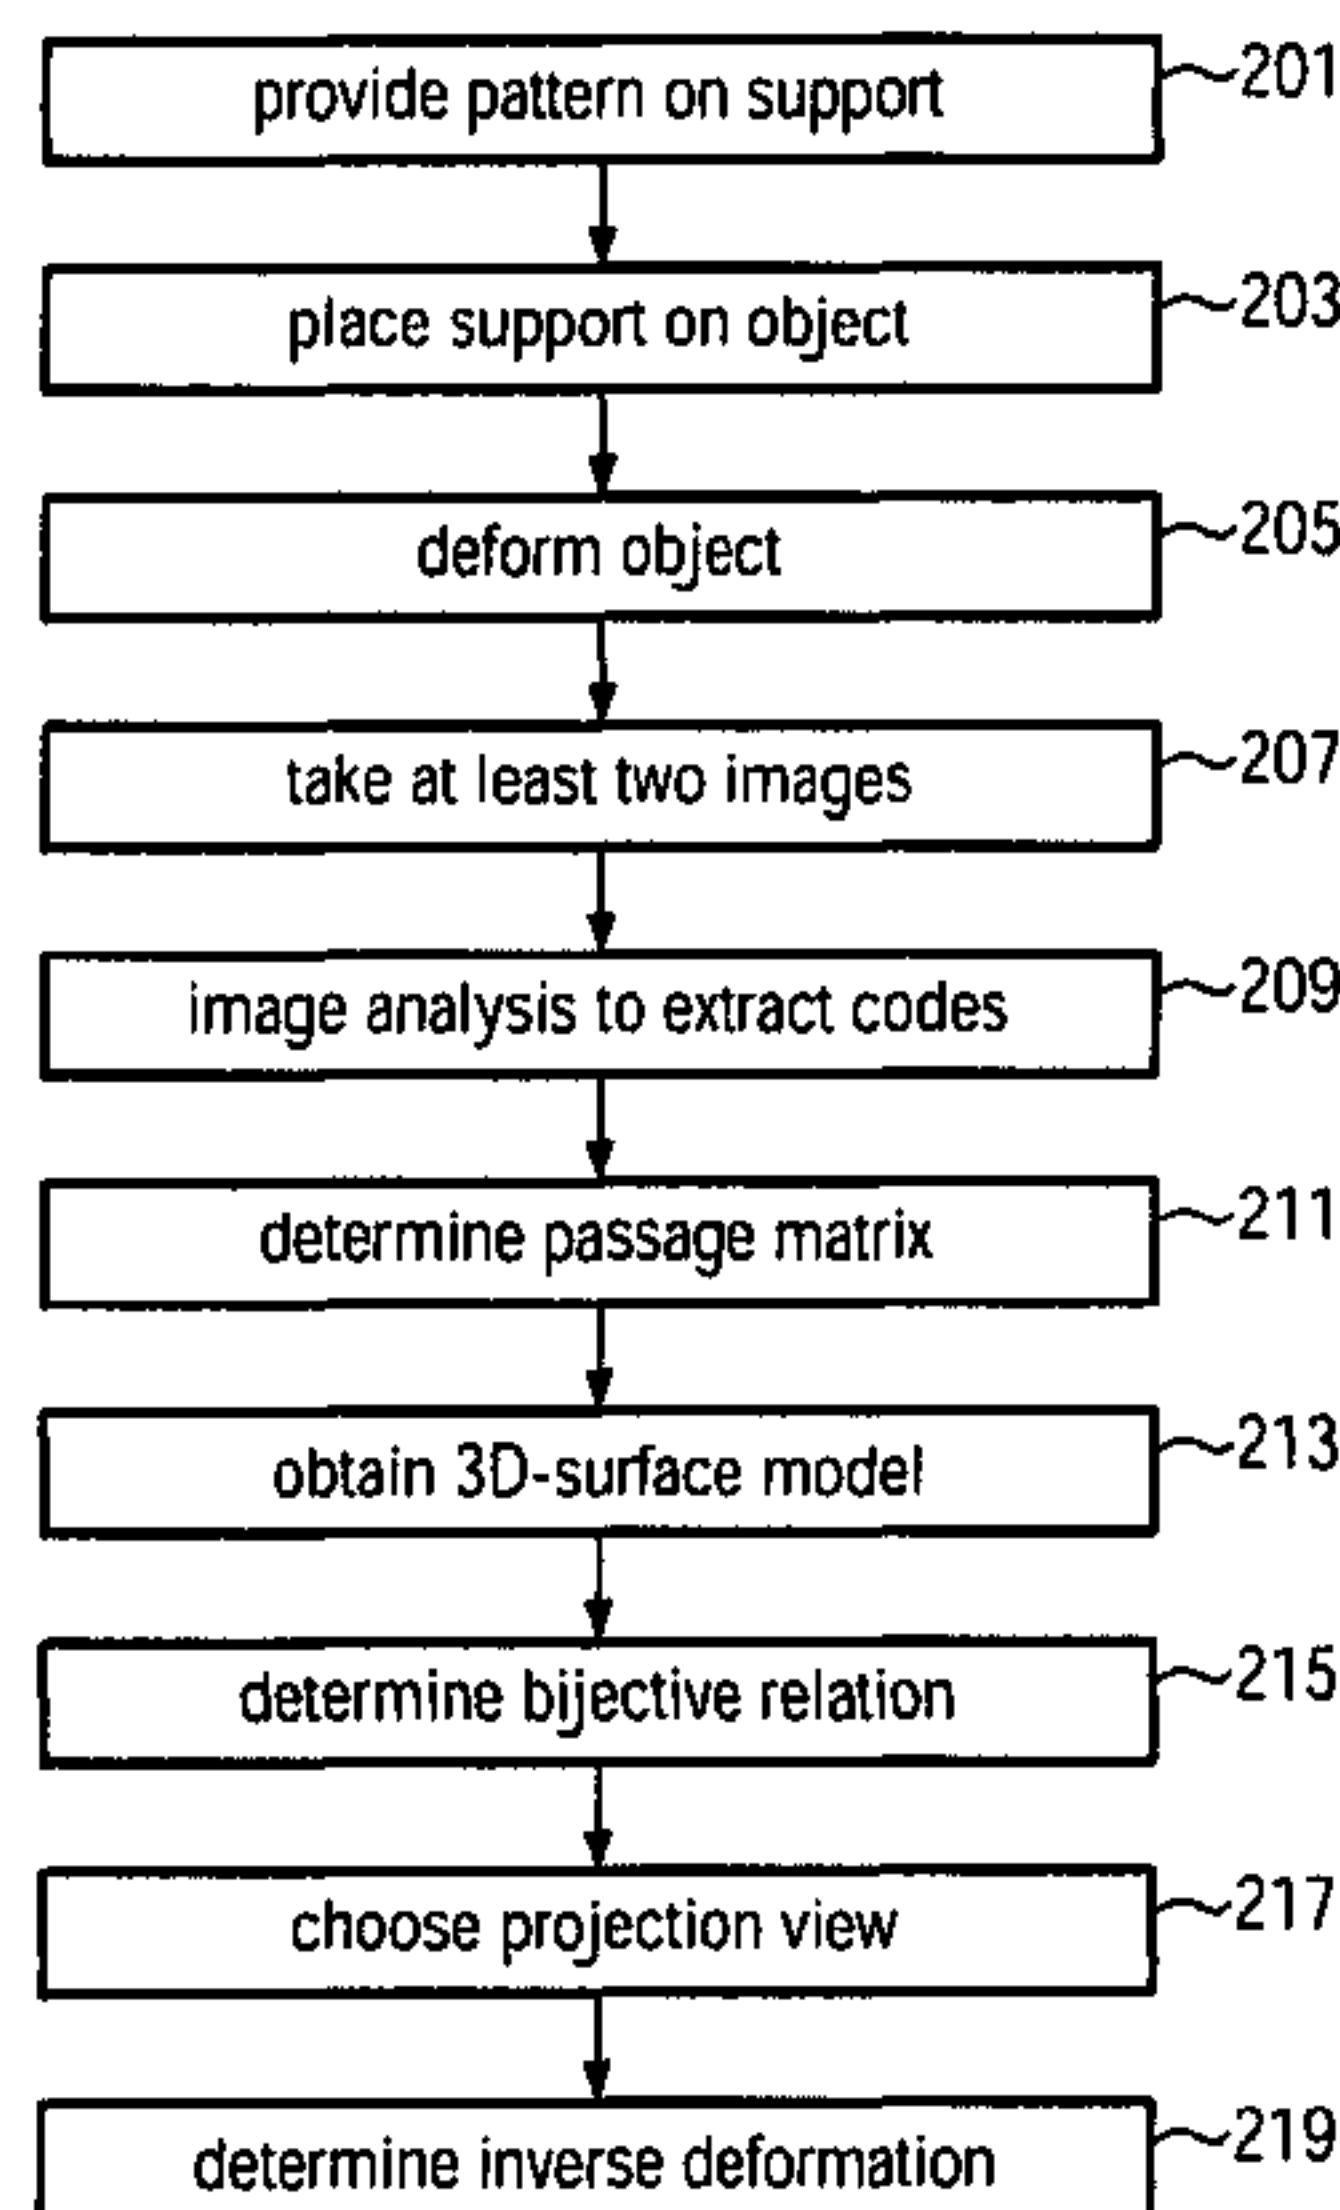 provide pattern on support 201
place support on object 203
deform object 205
take at least two images 207
image analysis to extract codes 209
determine passage matrix 211
obtain 3D-surface model 213
determine bijective relation 215
choose projection view 217
determine inverse deformation 219